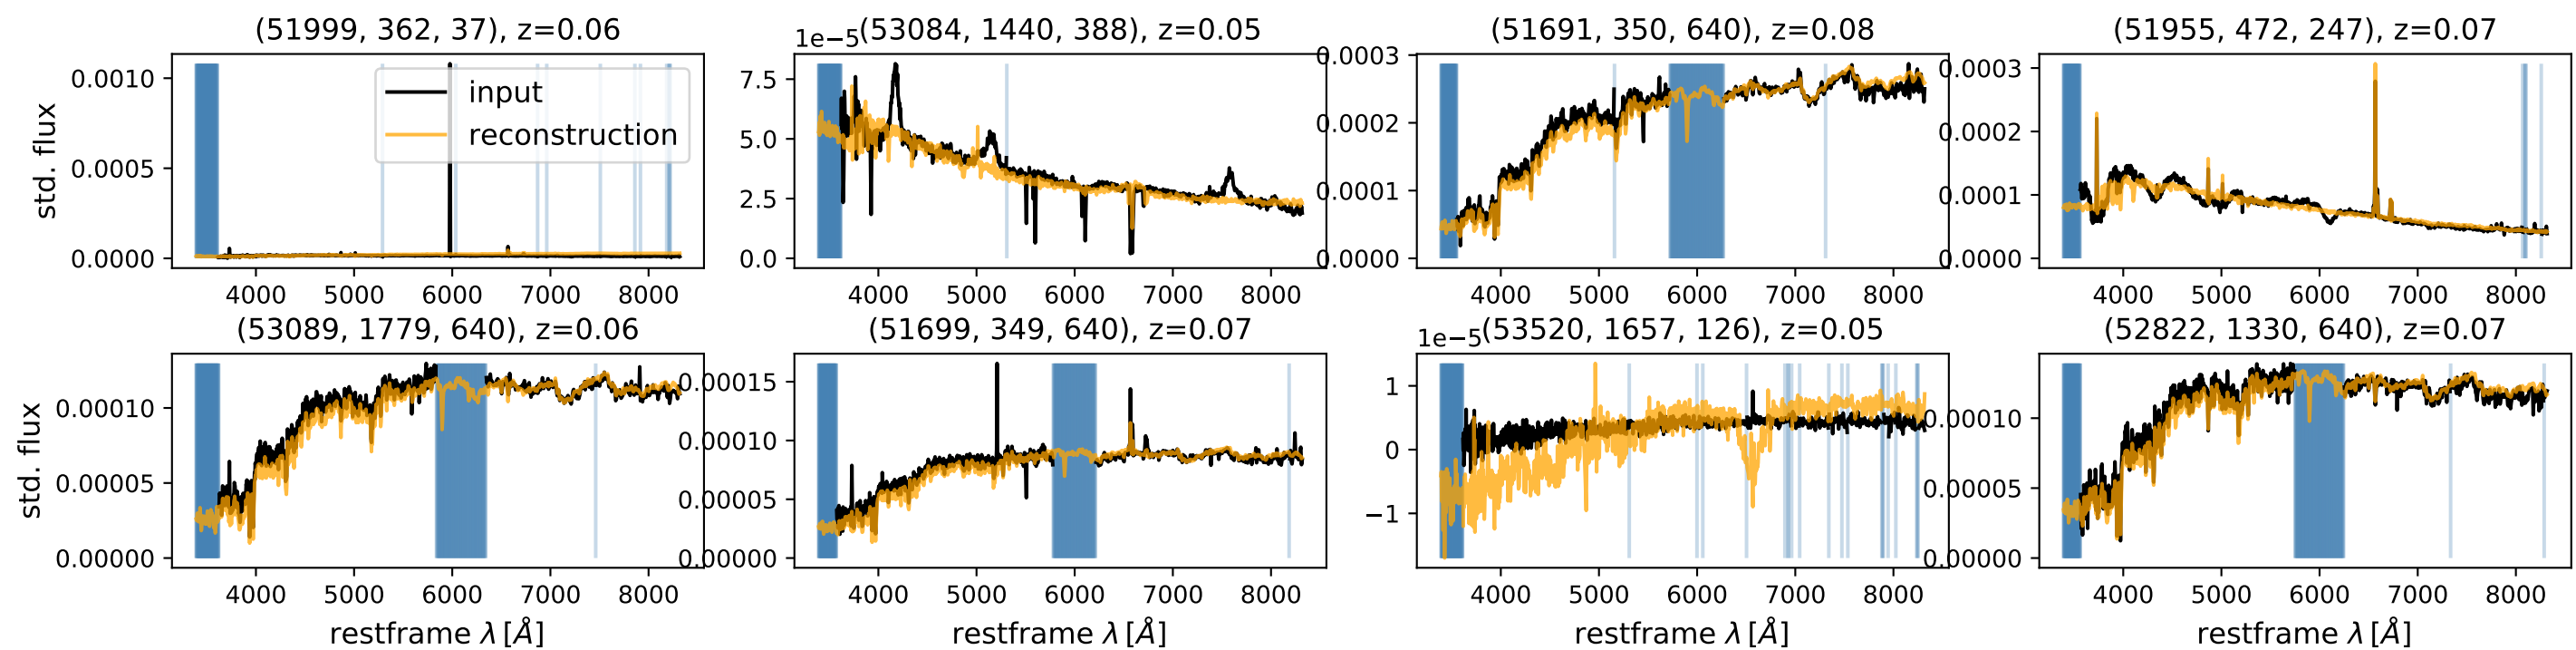 (51999, 362, 37), z=0.06
(53084, 1440, 388), z=0.05
(51691, 350, 640), z=0.08
(51955, 472, 247), z=0.07
std. flux
0.0010
0.0005
0.0000
input
reconstruction
4000 5000 6000 7000 8000
1e−5
7.5
5.0
2.5
0.0
4000 5000 6000 7000 8000
0.0003
0.0002
0.0001
0.0000
4000 5000 6000 7000 8000
0.0003
0.0002
0.0001
0.0000
4000 5000 6000 7000 8000
(53089, 1779, 640), z=0.06
(51699, 349, 640), z=0.07
(53520, 1657, 126), z=0.05
(52822, 1330, 640), z=0.07
std. flux
0.00010
0.00005
0.00000
4000 5000 6000 7000 8000
restframe λ [Å]
0.00015
0.00010
0.00005
0.00000
4000 5000 6000 7000 8000
restframe λ [Å]
1e−5
1
0
−1
4000 5000 6000 7000 8000
restframe λ [Å]
0.00010
0.00005
0.00000
4000 5000 6000 7000 8000
restframe λ [Å]